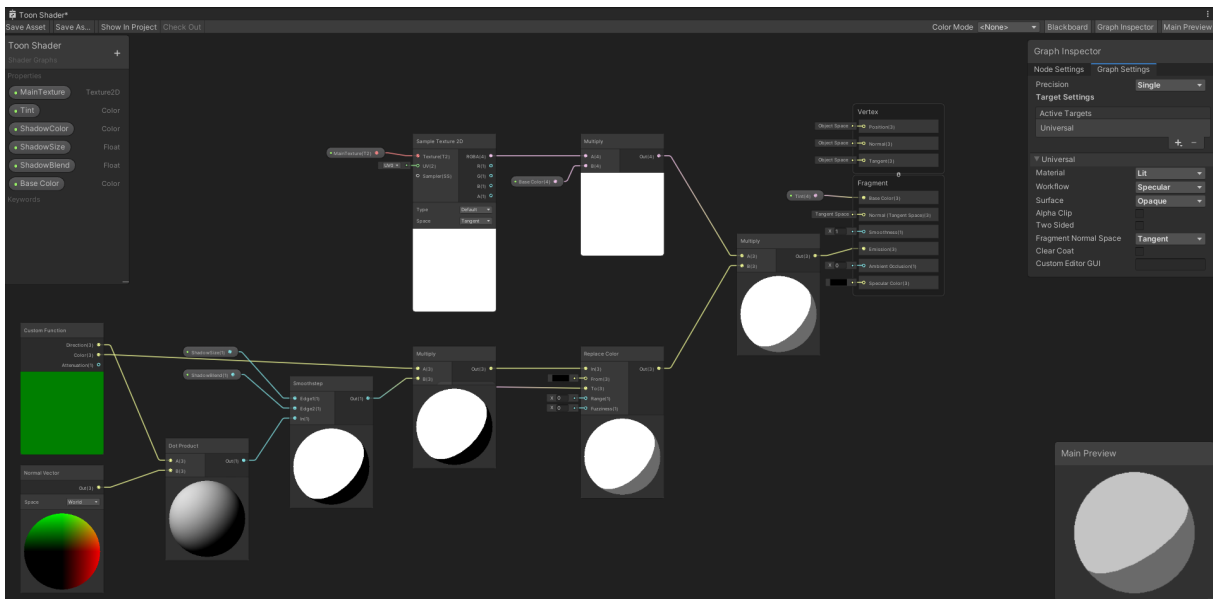 Toon Shader*
Save Asset Save As... Show In Project Check Out Color Mode <None> Blackboard Graph Inspector Main Preview
Toon Shader
Shader Graphs
Properties
MainTexture Texture2D
Tint Color
ShadowColor Color
ShadowSize Float
ShadowBlend Float
Base Color Color
Keywords
Sample Texture 2D
MainTexture(T2)
Texture(T2) RGBA(4)
UV0 UV(2) R(1)
Sampler(SS) G(1)
B(1)
A(1)
Type Default
Space Tangent
Multiply
A(4) Out(4)
B(4)
Base Color(4)
Vertex
Object Space Position(3)
Object Space Normal(3)
Object Space Tangent(3)
Fragment
Tint(4) Base Color(3)
Tangent Space Normal (Tangent Space)(3)
X 1 Smoothness(1)
Emission(3)
X 0 Ambient Occlusion(1)
Specular Color(3)
Multiply
A(3) Out(3)
B(3)
Custom Function
Direction(3)
Color(3)
Attenuation(1)
Normal Vector
Out(3)
Space World
Dot Product
A(3) Out(1)
B(3)
ShadowSize(1)
ShadowBlend(1)
Smoothstep
Edge1(1) Out(1)
Edge2(1)
In(1)
Multiply
A(3) Out(3)
B(3)
Replace Color
In(3) Out(3)
From(3)
To(3)
X 0 Range(1)
X 0 Fuzziness(1)
Graph Inspector
Node Settings Graph Settings
Precision Single
Target Settings
Active Targets
Universal
+ -
Universal
Material Lit
Workflow Specular
Surface Opaque
Alpha Clip
Two Sided
Fragment Normal Space Tangent
Clear Coat
Custom Editor GUI
Main Preview